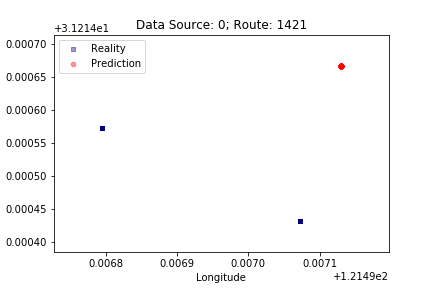 Data Source: 0; Route: 1421
+3.1214e1
0.00070
0.00065
0.00060
0.00055
0.00050
0.00045
0.00040
Reality
Prediction
0.0068
0.0069
0.0070
0.0071
Longitude
+1.2149e2